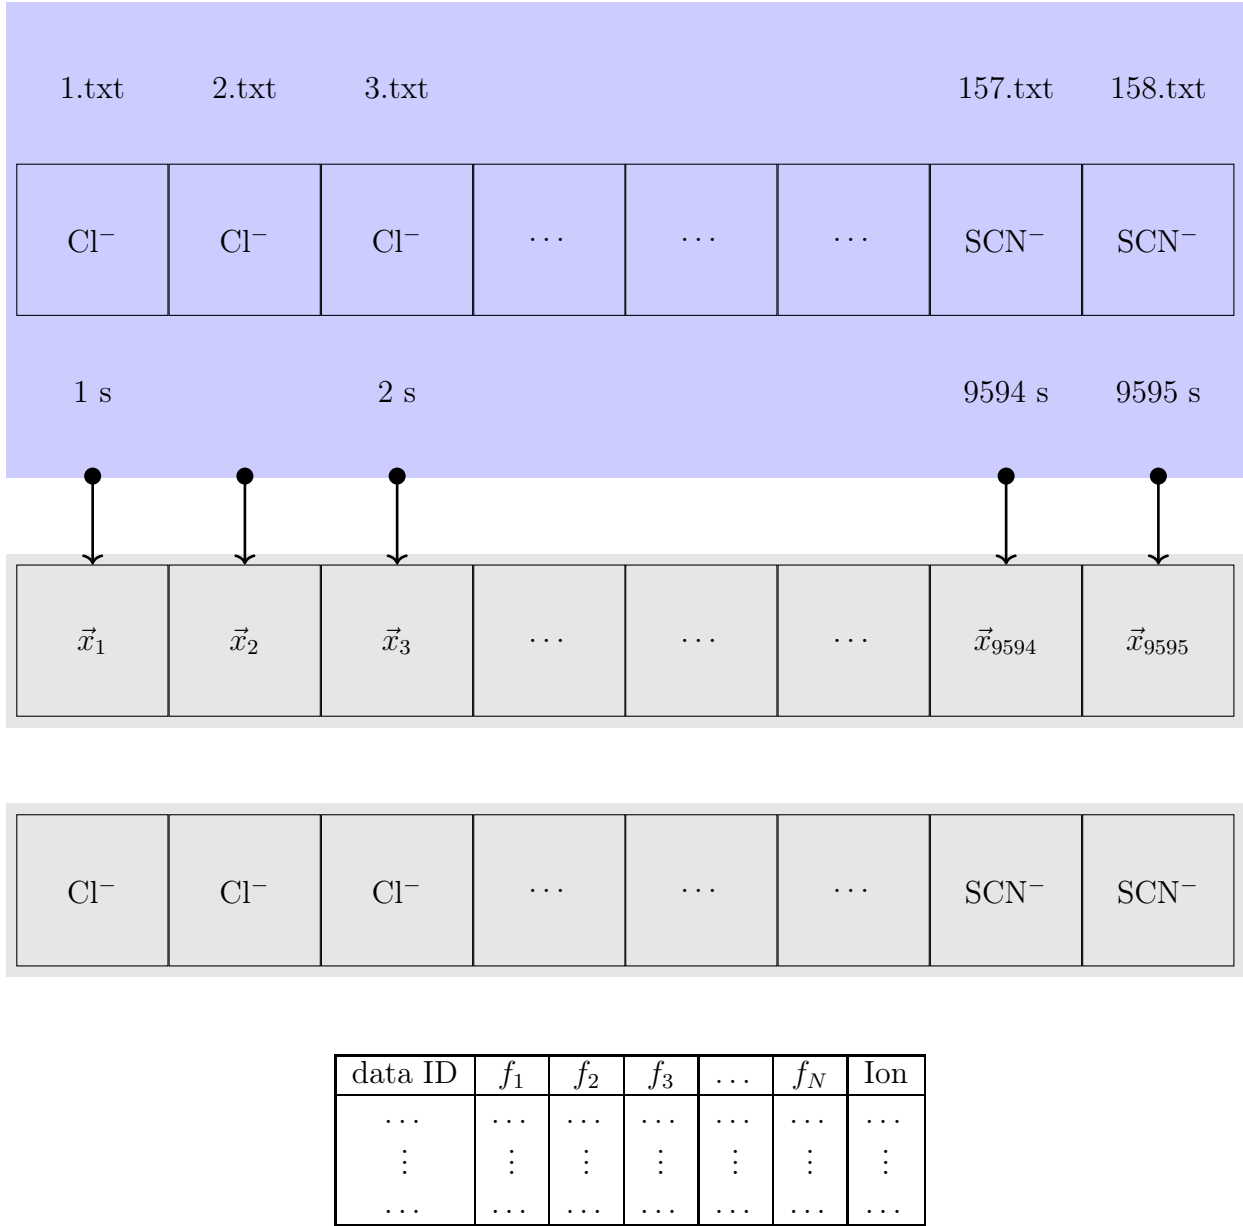 1.txt 2.txt 3.txt 157.txt 158.txt
Cl⁻ Cl⁻ Cl⁻ ··· ··· ··· SCN⁻ SCN⁻
1 s 2 s 9594 s 9595 s
x⃗₁ x⃗₂ x⃗₃ ··· ··· ··· x⃗₉₅₉₄ x⃗₉₅₉₅
Cl⁻ Cl⁻ Cl⁻ ··· ··· ··· SCN⁻ SCN⁻
data ID f₁ f₂ f₃ ... f_N Ion
... ... ... ... ... ... ...
⋮ ⋮ ⋮ ⋮ ⋮ ⋮ ⋮
... ... ... ... ... ... ...